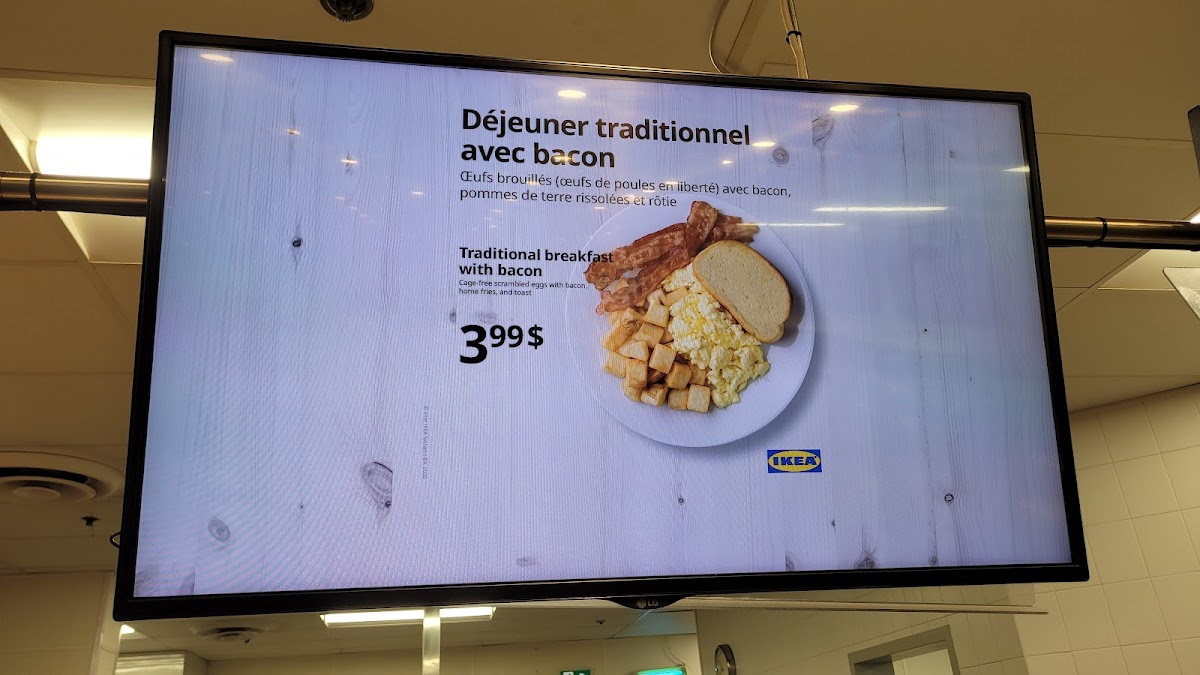 Déjeuner traditionnel
avec bacon
Œufs brouillés (œufs de poules en liberté) avec bacon,
pommes de terre rissolées et rôtie
Traditional breakfast
with bacon
Cage-free scrambled eggs with bacon,
home fries, and toast
3 99 $
IKEA
LG